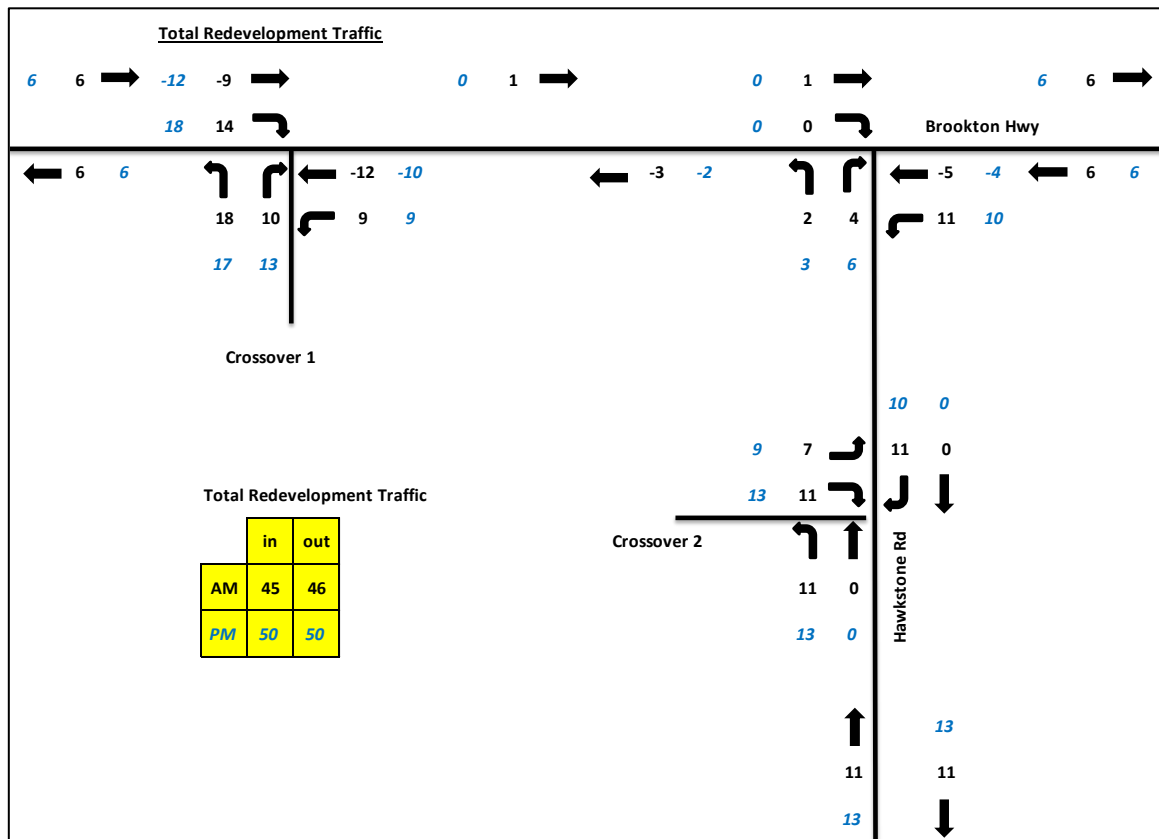 Total Redevelopment Traffic
6 6 -12 -9 0 1 0 1 6 6
18 14 0 0 Brookton Hwy
6 6 -12 -10 -3 -2 -5 -4 6 6
18 10 9 9 2 4 11 10
17 13 3 6
Crossover 1
10 0
9 7 11 0
Total Redevelopment Traffic 13 11
in out Crossover 2
AM 45 46 11 0 Hawkstone Rd
PM 50 50 13 0
13
11 11
13